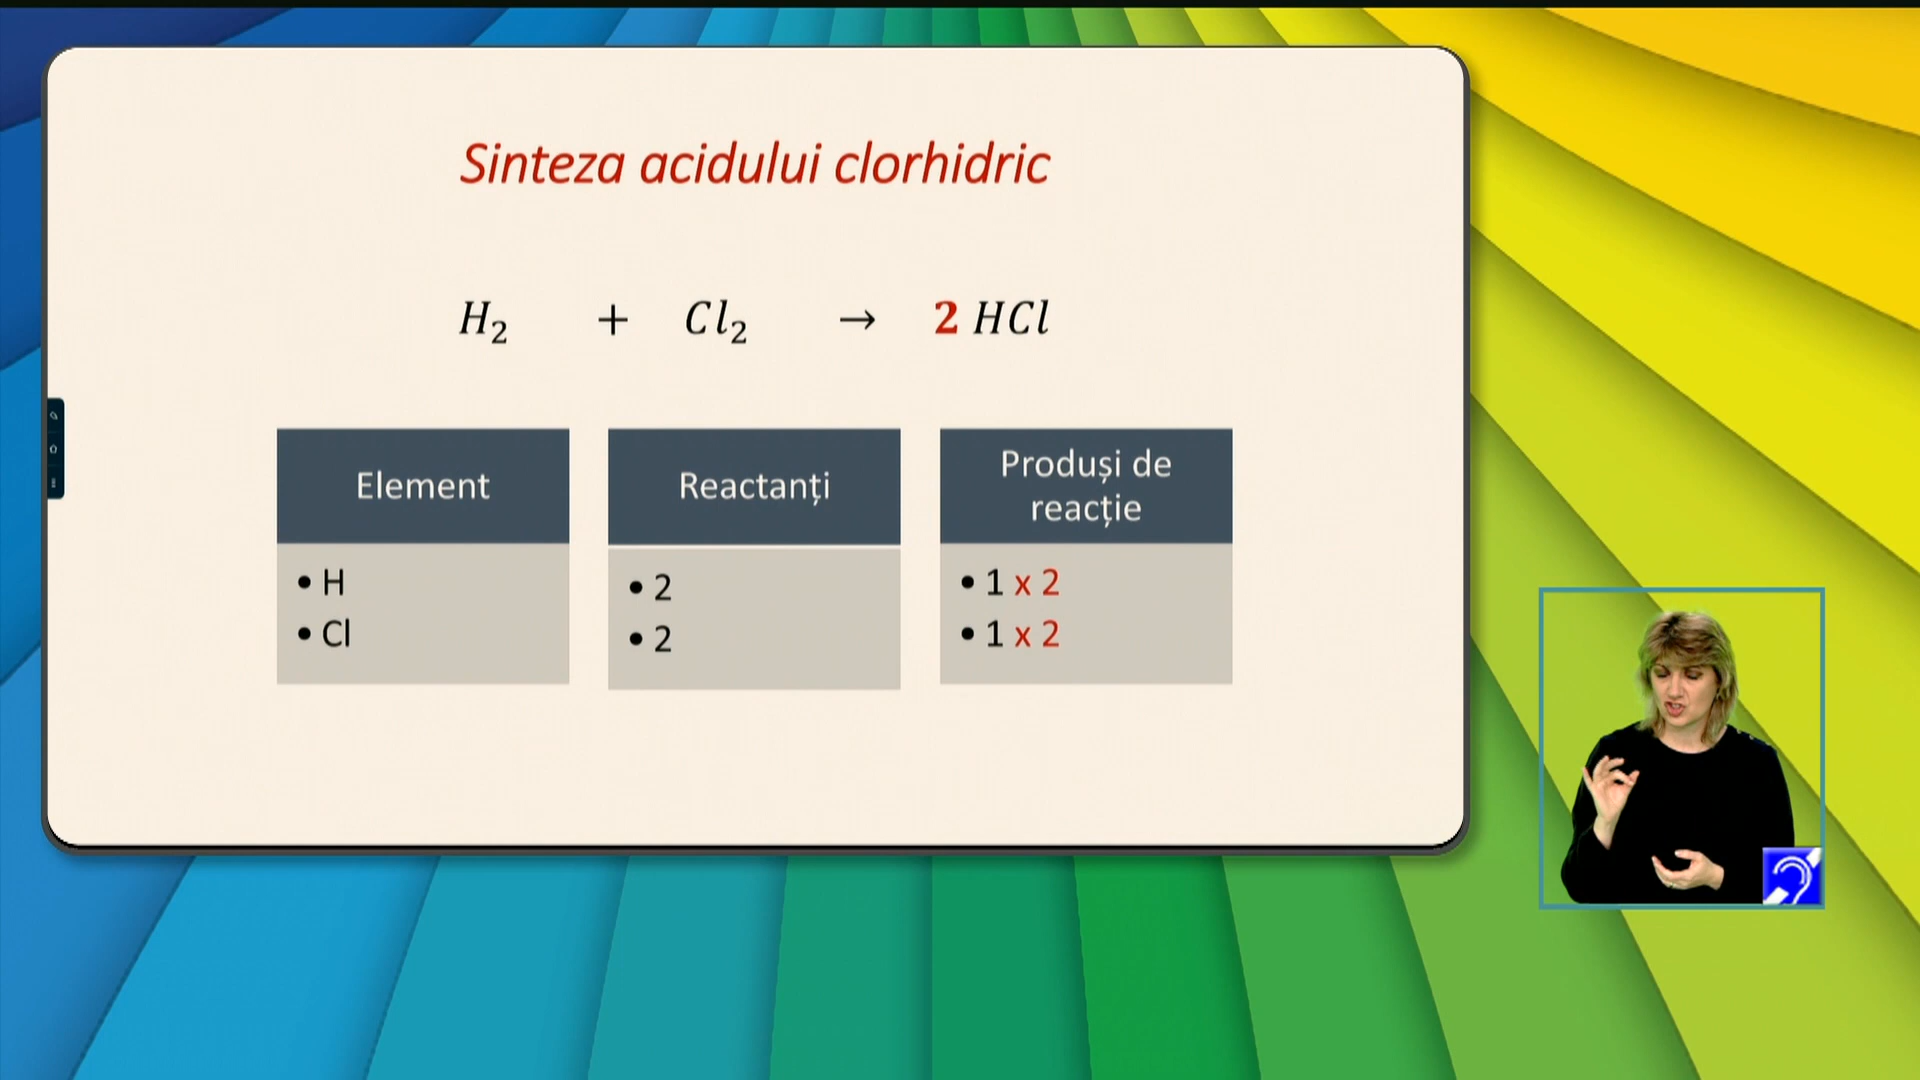 Sinteza acidului clorhidric
H₂ + Cl₂ → 2 HCl
Element
• H
• Cl
Reactanți
• 2
• 2
Produși de
reacție
• 1 x 2
• 1 x 2